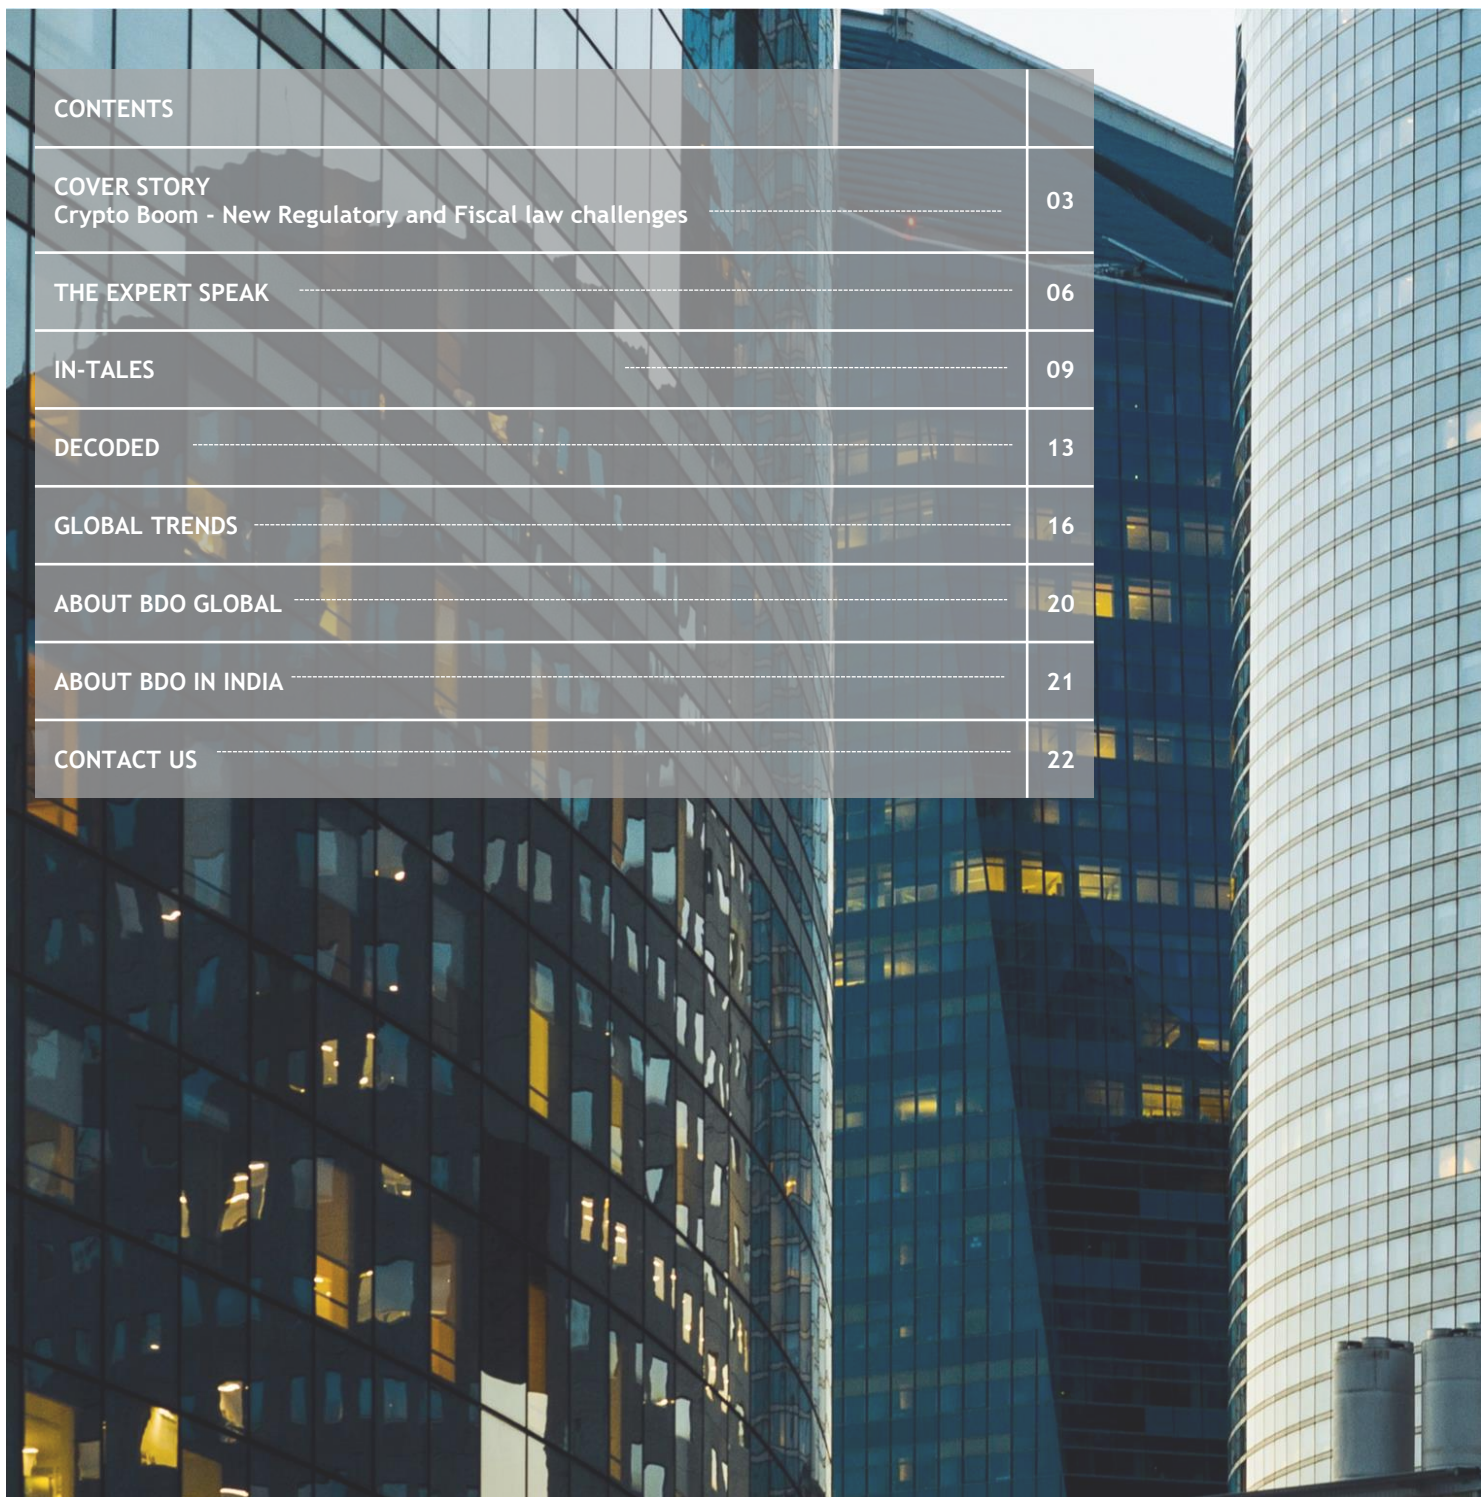 CONTENTS
COVER STORY
Crypto Boom - New Regulatory and Fiscal law challenges 03
THE EXPERT SPEAK 06
IN-TALES 09
DECODED 13
GLOBAL TRENDS 16
ABOUT BDO GLOBAL 20
ABOUT BDO IN INDIA 21
CONTACT US 22